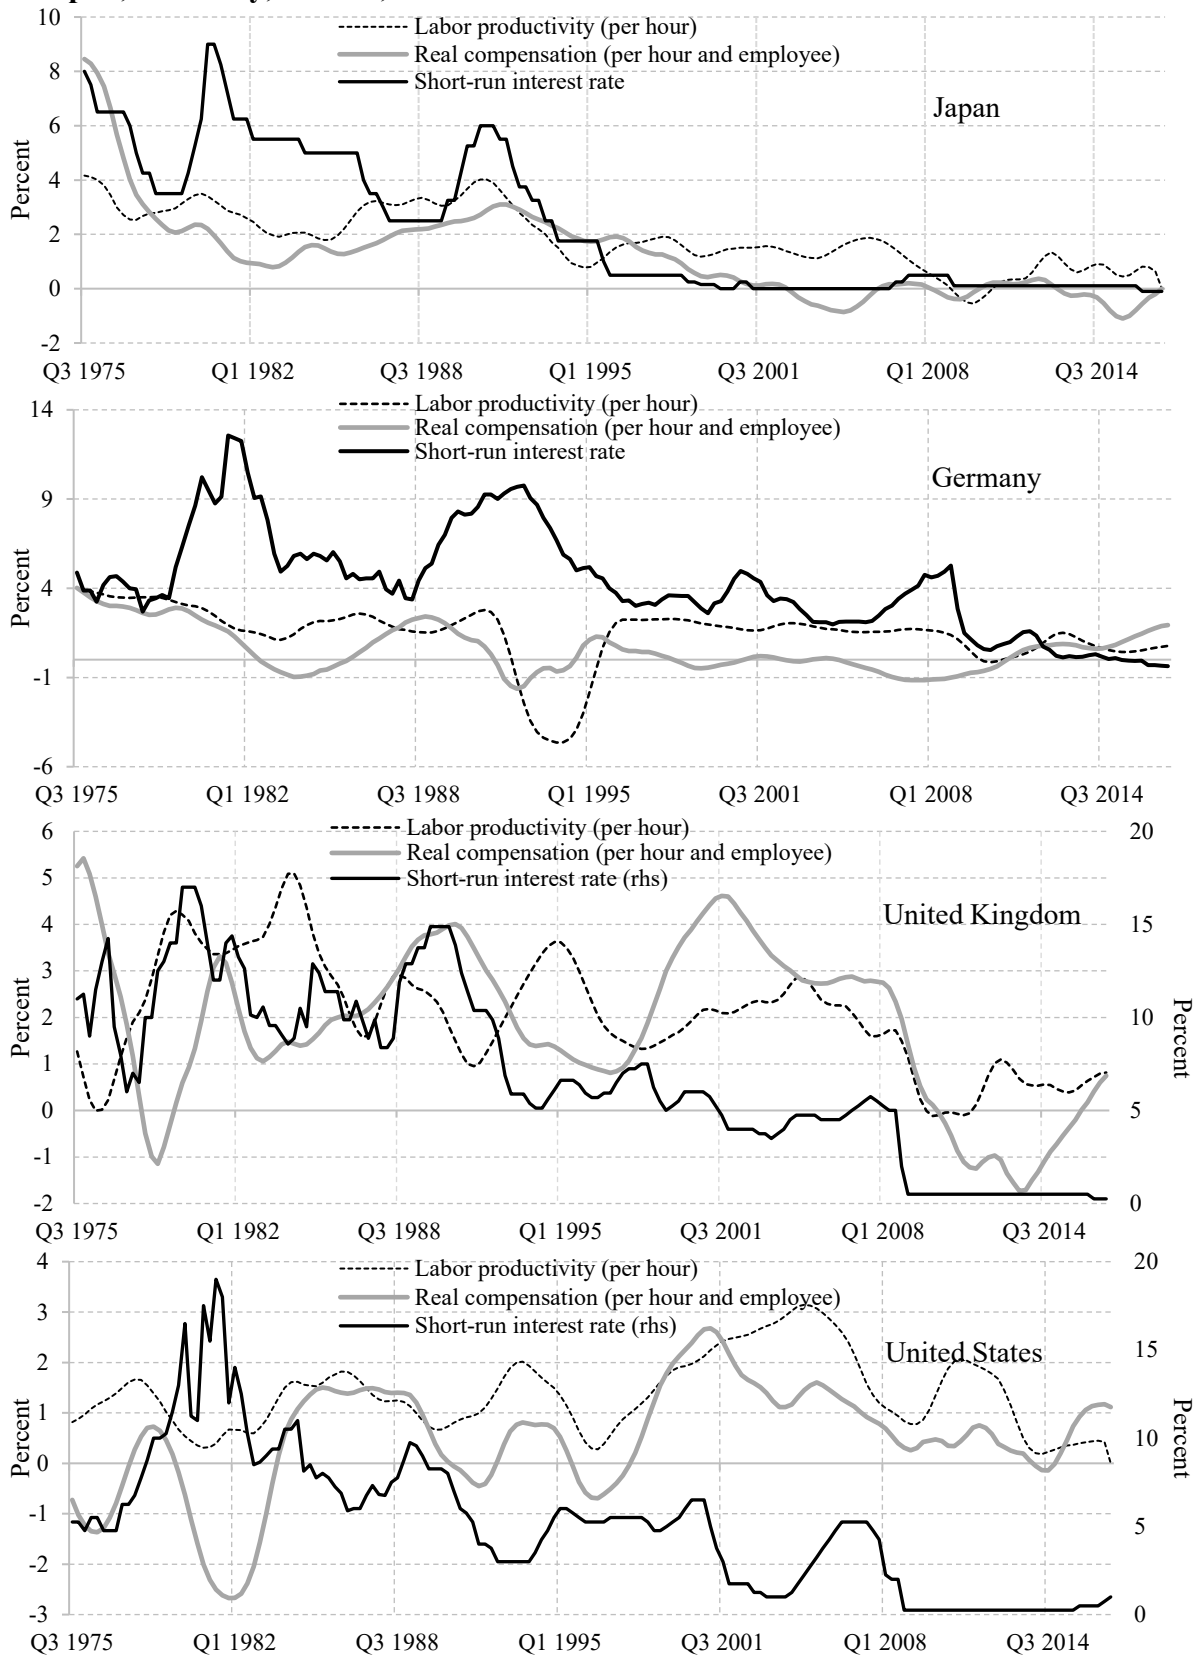 10
Labor productivity (per hour)
Real compensation (per hour and employee)
8
Short-run interest rate
Japan
6
Percent
4
2
0
-2
Q3 1975 Q1 1982 Q3 1988 Q1 1995 Q3 2001 Q1 2008 Q3 2014
14
Labor productivity (per hour)
Real compensation (per hour and employee)
Short-run interest rate
Germany
9
Percent
4
-1
-6
Q3 1975 Q1 1982 Q3 1988 Q1 1995 Q3 2001 Q1 2008 Q3 2014
6 20
Labor productivity (per hour)
Real compensation (per hour and employee)
5
Short-run interest rate (rhs)
United Kingdom
4 15
3
Percent
2 10
Percent
1
0 5
-1
-2 0
Q3 1975 Q1 1982 Q3 1988 Q1 1995 Q3 2001 Q1 2008 Q3 2014
4 20
Labor productivity (per hour)
Real compensation (per hour and employee)
3
Short-run interest rate (rhs)
United States
15
2
1
Percent
10
Percent
0
-1
5
-2
-3 0
Q3 1975 Q1 1982 Q3 1988 Q1 1995 Q3 2001 Q1 2008 Q3 2014